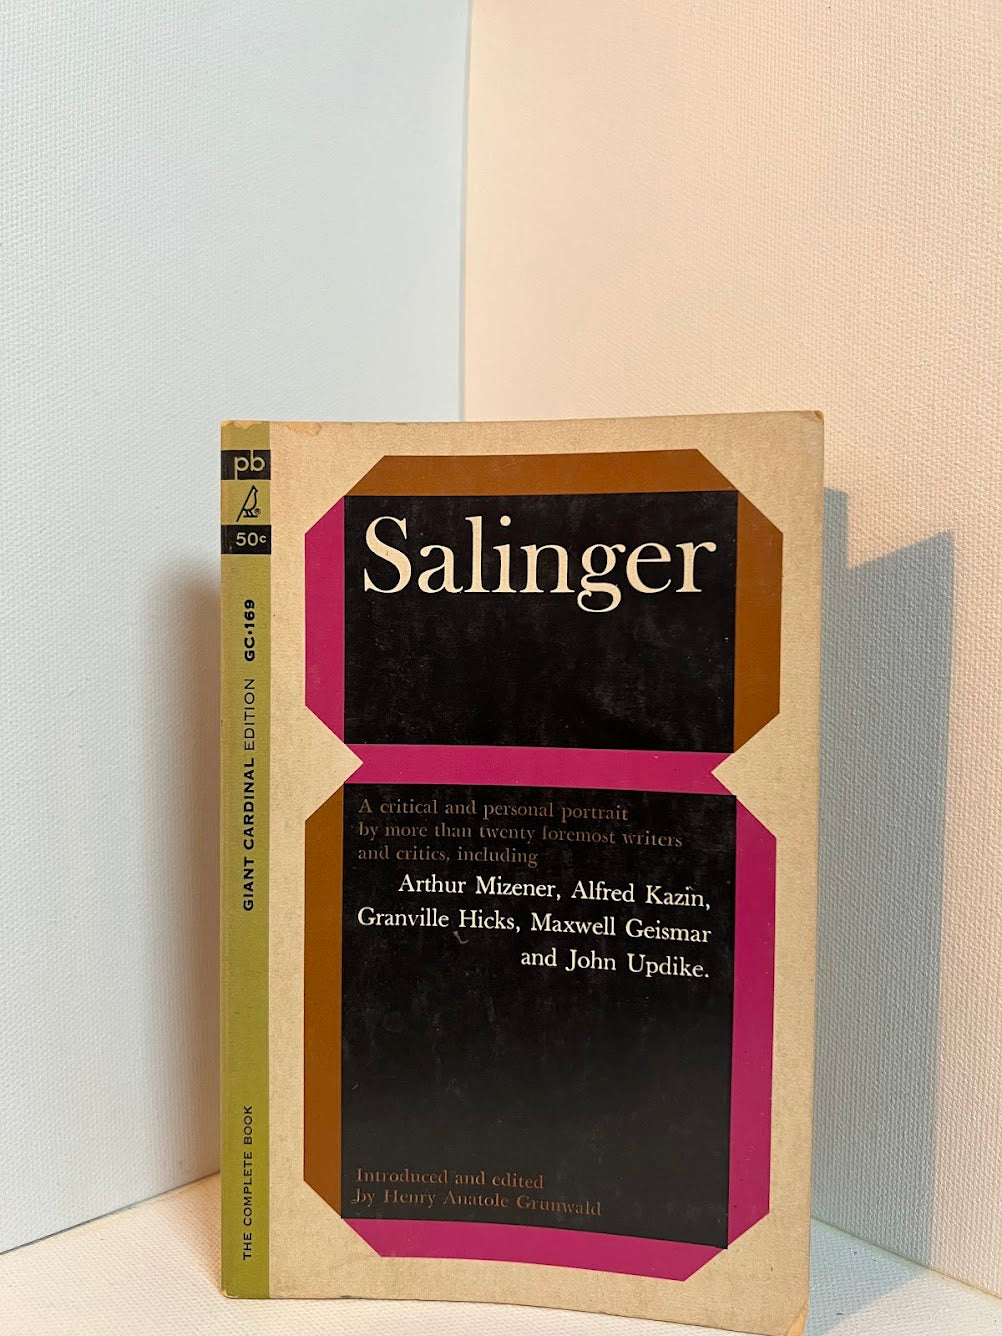 pb
50c
GIANT CARDINAL EDITION GC·169
THE COMPLETE BOOK
Salinger
A critical and personal portrait
by more than twenty foremost writers
and critics, including
Arthur Mizener, Alfred Kazin,
Granville Hicks, Maxwell Geismar
and John Updike.
Introduced and edited
by Henry Anatole Grunwald